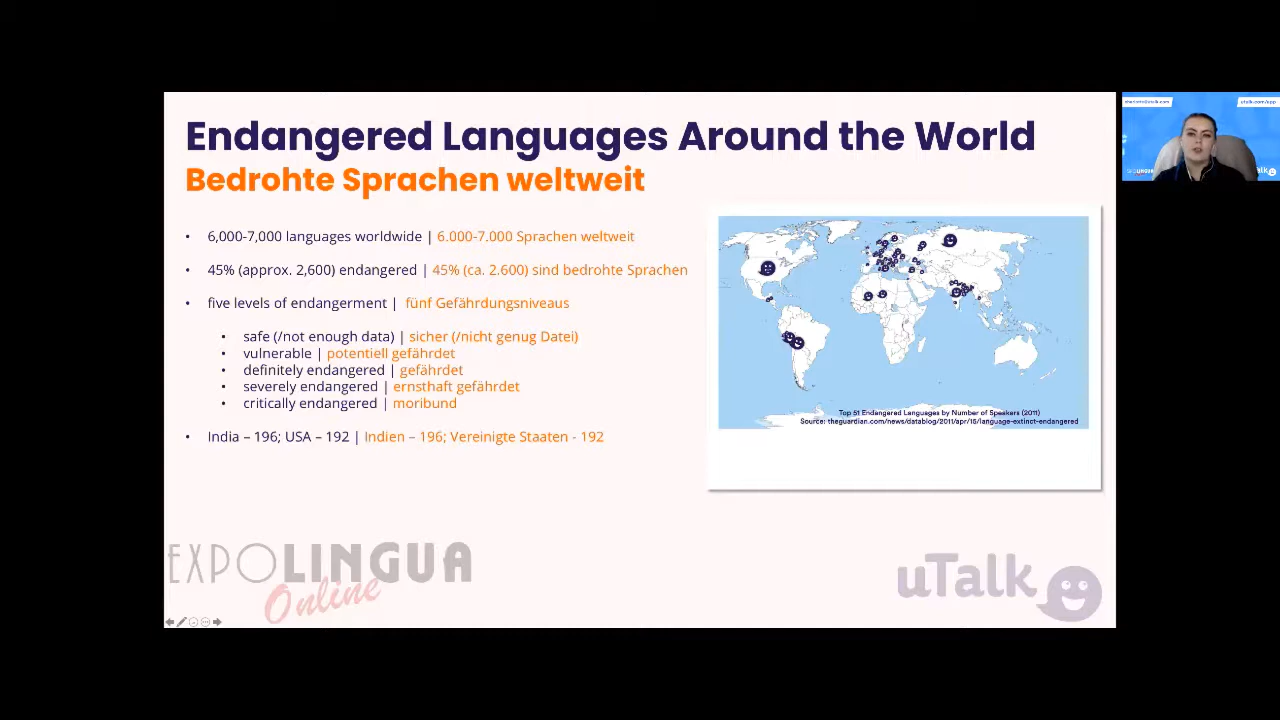 Endangered Languages Around the World
Bedrohte Sprachen weltweit
• 6,000-7,000 languages worldwide | 6.000-7.000 Sprachen weltweit
• 45% (approx. 2,600) endangered | 45% (ca. 2.600) sind bedrohte Sprachen
• five levels of endangerment | fünf Gefährdungsniveaus
• safe (/not enough data) | sicher (/nicht genug Datei)
• vulnerable | potentiell gefährdet
• definitely endangered | gefährdet
• severely endangered | ernsthaft gefährdet
• critically endangered | moribund
• India – 196; USA – 192 | Indien – 196; Vereinigte Staaten - 192
Top 51 Endangered Languages by Number of Speakers (2011)
Source: theguardian.com/news/datablog/2011/apr/15/language-extinct-endangered
EXPOLINGUA
Online
uTalk
utalk.com/app
uTalk